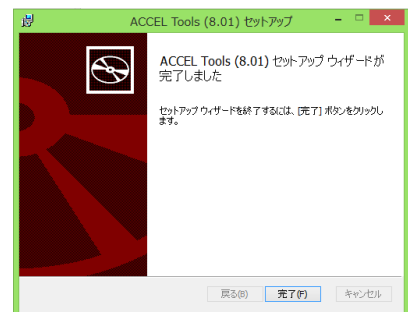 ACCEL Tools (8.01) セットアップ
ACCEL Tools (8.01) セットアップ ウィザードが
完了しました
セットアップ ウィザードを終了するには、[完了] ボタンをクリックし
ます。
戻る(B) 完了(F) キャンセル